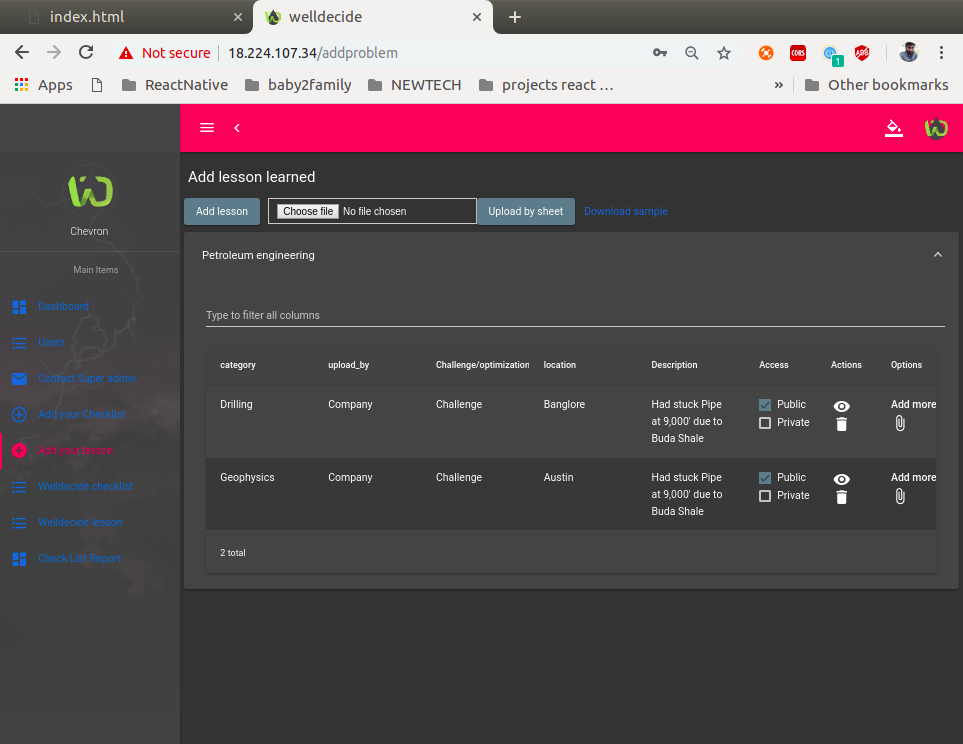 index.html
welldecide
Not secure
18.224.107.34/addproblem
CORS
1
ABP
Apps
ReactNative
baby2family
NEWTECH
projects react ...
»
Other bookmarks
Chevron
Main Items
Dashboard
Users
Contact Super admin
Add your Checklist
Add your lesson
Welldecide checklist
Welldecide lesson
Check List Report
Add lesson learned
Add lesson
Choose file No file chosen
Upload by sheet
Download sample
Petroleum engineering
Type to filter all columns
category upload_by Challenge/optimization location Description Access Actions Options
Drilling Company Challenge Banglore Had stuck Pipe Public Add more
at 9,000' due to Private
Buda Shale
Geophysics Company Challenge Austin Had stuck Pipe Public Add more
at 9,000' due to Private
Buda Shale
2 total